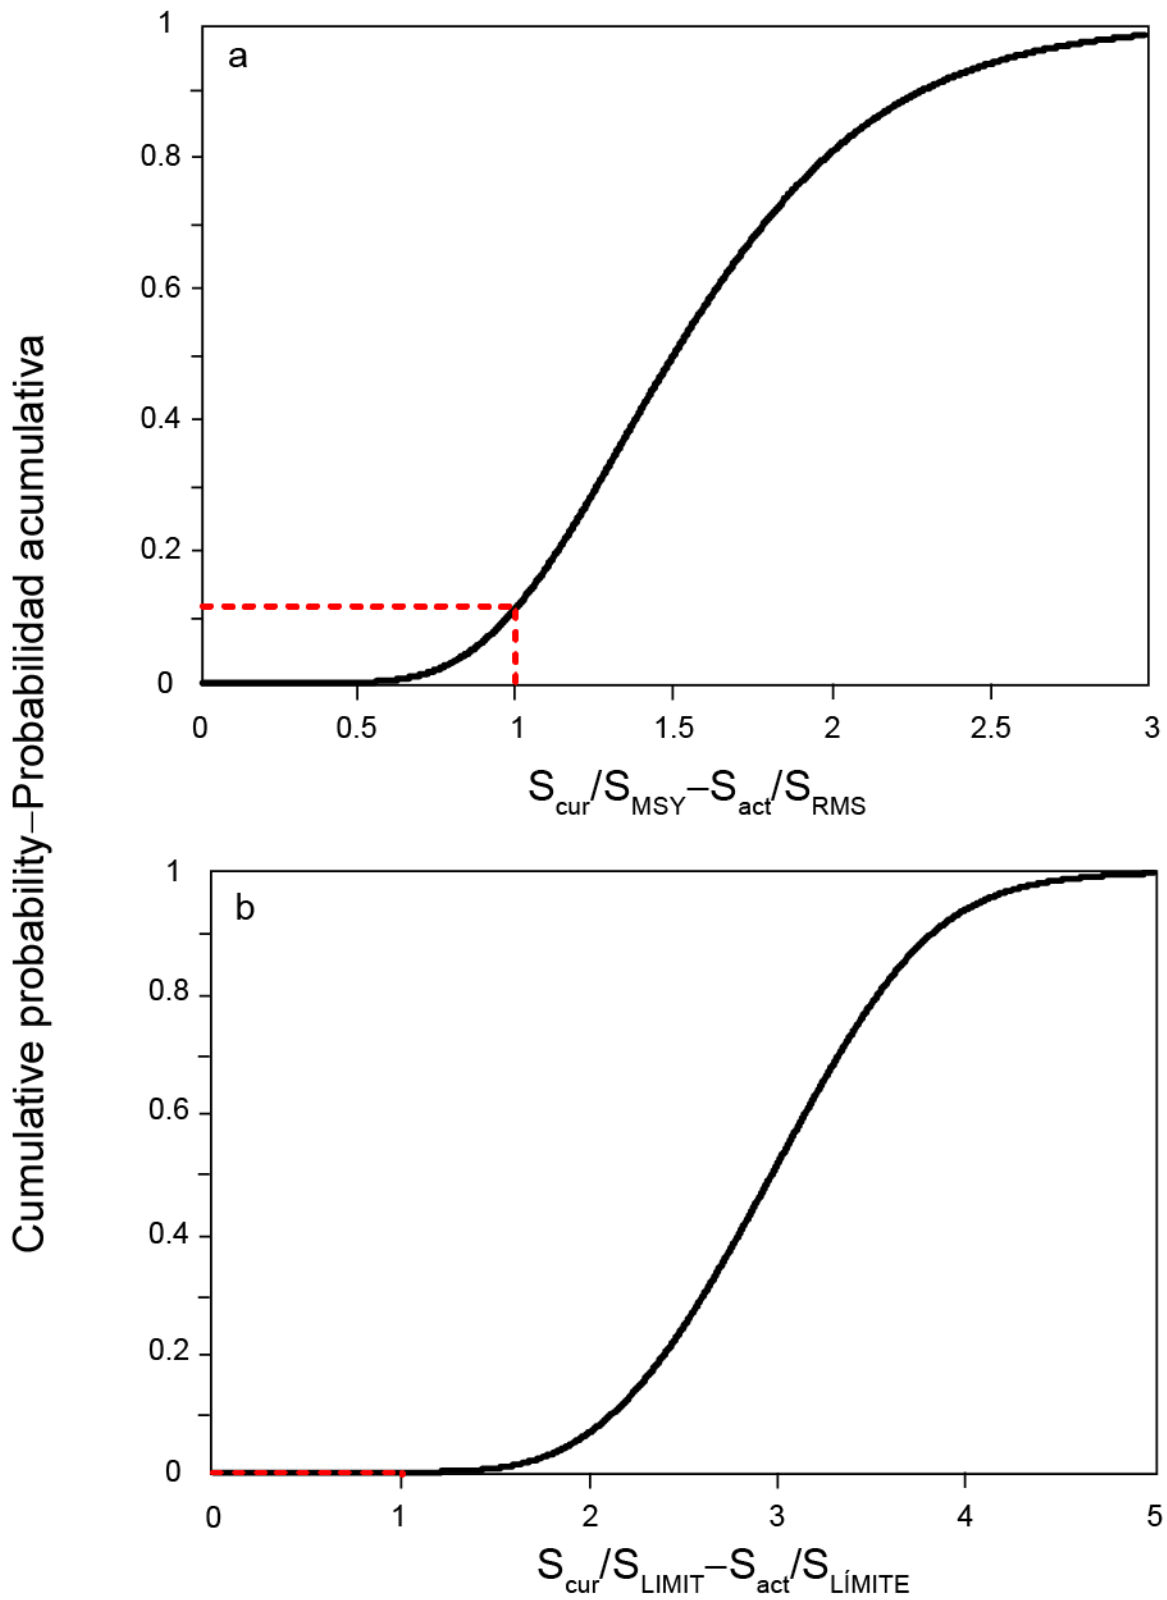 Cumulative probability–Probabilidad acumulativa
a
1
0.8
0.6
0.4
0.2
0
0 0.5 1 1.5 2 2.5 3
Scur/SMSY–Sact/SRMS
b
1
0.8
0.6
0.4
0.2
0
0 1 2 3 4 5
Scur/SLIMIT–Sact/SLÍMITE